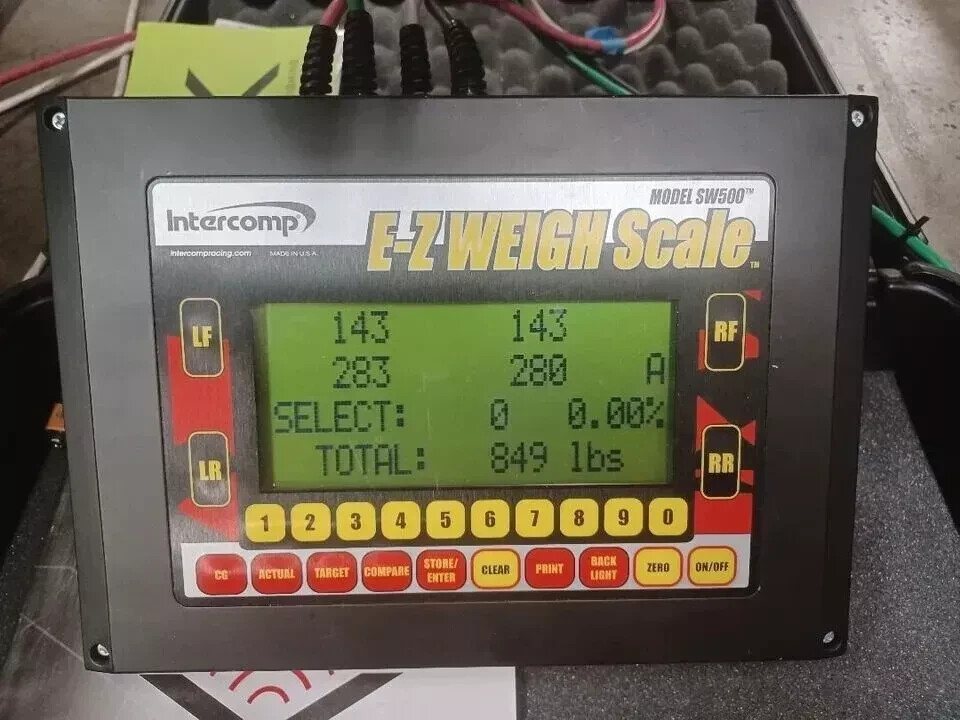 MODEL SW500™
Intercomp
E-Z WEIGH Scale™
intercompracing.com MADE IN U.S.A.
LF
RF
143 143
283 280 A
SELECT: 0 0.00%
TOTAL: 849 lbs
LR
RR
1 2 3 4 5 6 7 8 9 0
CG ACTUAL TARGET COMPARE STORE/ENTER CLEAR PRINT BACK LIGHT ZERO ON/OFF